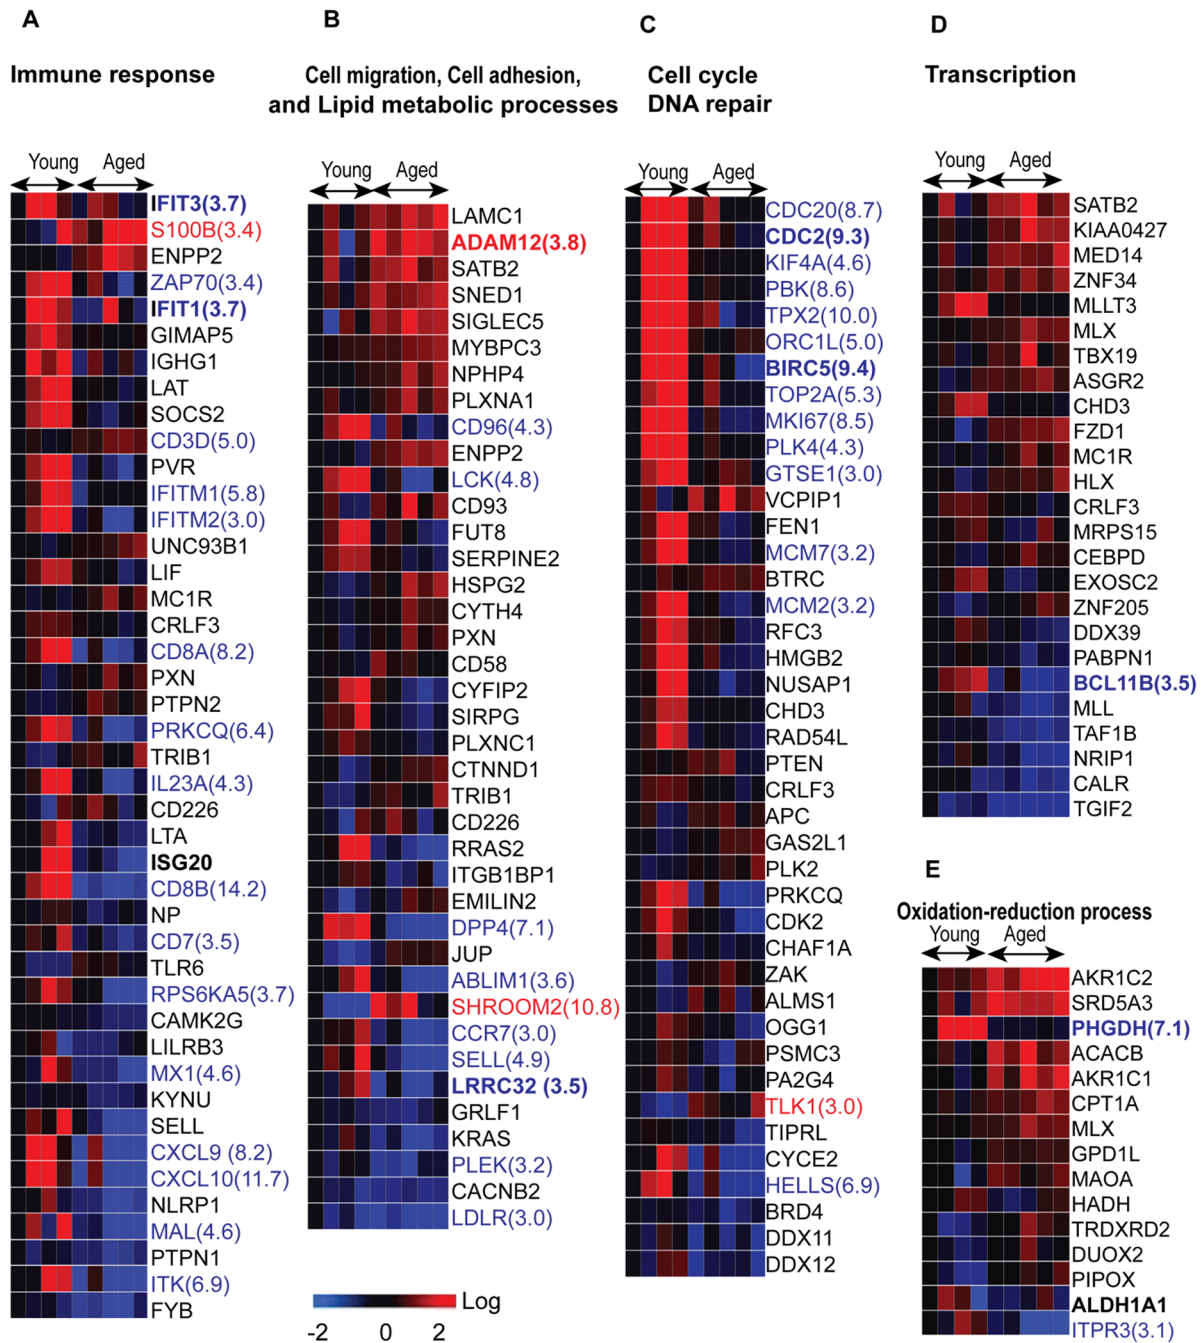 A
Immune response
Young Aged
IFIT3(3.7)
S100B(3.4)
ENPP2
ZAP70(3.4)
IFIT1(3.7)
GIMAP5
IGHG1
LAT
SOCS2
CD3D(5.0)
PVR
IFITM1(5.8)
IFITM2(3.0)
UNC93B1
LIF
MC1R
CRLF3
CD8A(8.2)
PXN
PTPN2
PRKCQ(6.4)
TRIB1
IL23A(4.3)
CD226
LTA
ISG20
CD8B(14.2)
NP
CD7(3.5)
TLR6
RPS6KA5(3.7)
CAMK2G
LILRB3
MX1(4.6)
KYNU
SELL
CXCL9 (8.2)
CXCL10(11.7)
NLRP1
MAL(4.6)
PTPN1
ITK(6.9)
FYB
B
Cell migration, Cell adhesion,
and Lipid metabolic processes
Young Aged
LAMC1
ADAM12(3.8)
SATB2
SNED1
SIGLEC5
MYBPC3
NPHP4
PLXNA1
CD96(4.3)
ENPP2
LCK(4.8)
CD93
FUT8
SERPINE2
HSPG2
CYTH4
PXN
CD58
CYFIP2
SIRPG
PLXNC1
CTNND1
TRIB1
CD226
RRAS2
ITGB1BP1
EMILIN2
DPP4(7.1)
JUP
ABLIM1(3.6)
SHROOM2(10.8)
CCR7(3.0)
SELL(4.9)
LRRC32 (3.5)
GRLF1
KRAS
PLEK(3.2)
CACNB2
LDLR(3.0)
Log
-2 0 2
C
Cell cycle
DNA repair
Young Aged
CDC20(8.7)
CDC2(9.3)
KIF4A(4.6)
PBK(8.6)
TPX2(10.0)
ORC1L(5.0)
BIRC5(9.4)
TOP2A(5.3)
MKI67(8.5)
PLK4(4.3)
GTSE1(3.0)
VCPIP1
FEN1
MCM7(3.2)
BTRC
MCM2(3.2)
RFC3
HMGB2
NUSAP1
CHD3
RAD54L
PTEN
CRLF3
APC
GAS2L1
PLK2
PRKCQ
CDK2
CHAF1A
ZAK
ALMS1
OGG1
PSMC3
PA2G4
TLK1(3.0)
TIPRL
CYCE2
HELLS(6.9)
BRD4
DDX11
DDX12
D
Transcription
Young Aged
SATB2
KIAA0427
MED14
ZNF34
MLLT3
MLX
TBX19
ASGR2
CHD3
FZD1
MC1R
HLX
CRLF3
MRPS15
CEBPD
EXOSC2
ZNF205
DDX39
PABPN1
BCL11B(3.5)
MLL
TAF1B
NRIP1
CALR
TGIF2
E
Oxidation-reduction process
Young Aged
AKR1C2
SRD5A3
PHGDH(7.1)
ACACB
AKR1C1
CPT1A
MLX
GPD1L
MAOA
HADH
TRDXRD2
DUOX2
PIPOX
ALDH1A1
ITPR3(3.1)